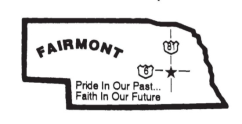 FAIRMONT
81
6
Pride In Our Past...
Faith In Our Future